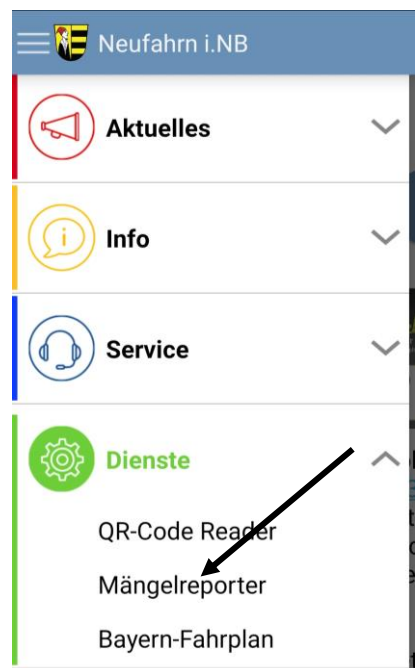 Neufahrn i.NB
Aktuelles
Info
Service
Dienste
QR-Code Reader
Mängelreporter
Bayern-Fahrplan